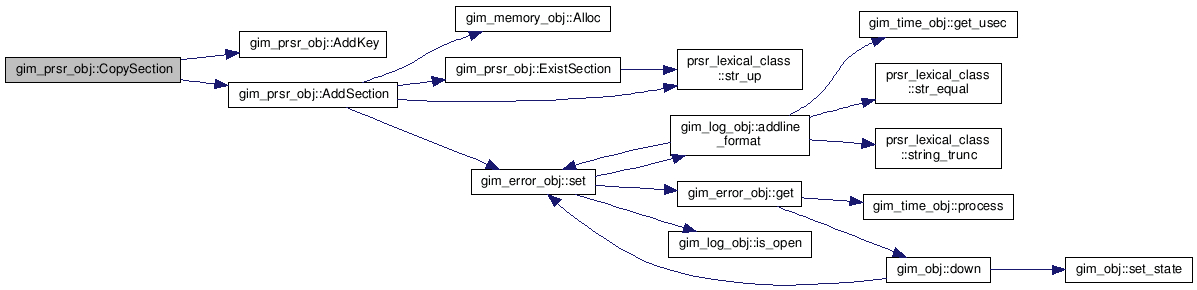 gim_prsr_obj::CopySection
gim_prsr_obj::AddKey
gim_prsr_obj::AddSection
gim_memory_obj::Alloc
gim_prsr_obj::ExistSection
prsr_lexical_class
::str_up
gim_error_obj::set
gim_log_obj::addline
_format
gim_time_obj::get_usec
prsr_lexical_class
::str_equal
prsr_lexical_class
::string_trunc
gim_error_obj::get
gim_time_obj::process
gim_log_obj::is_open
gim_obj::down
gim_obj::set_state